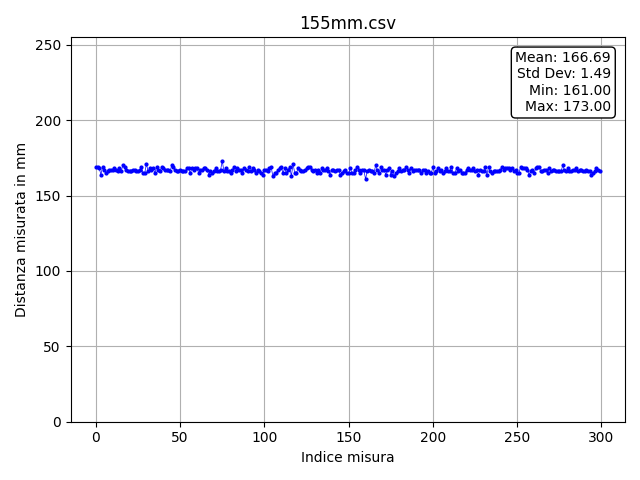 155mm.csv
Mean: 166.69
Std Dev: 1.49
Min: 161.00
Max: 173.00
Distanza misurata in mm
250
200
150
100
50
0
0 50 100 150 200 250 300
Indice misura